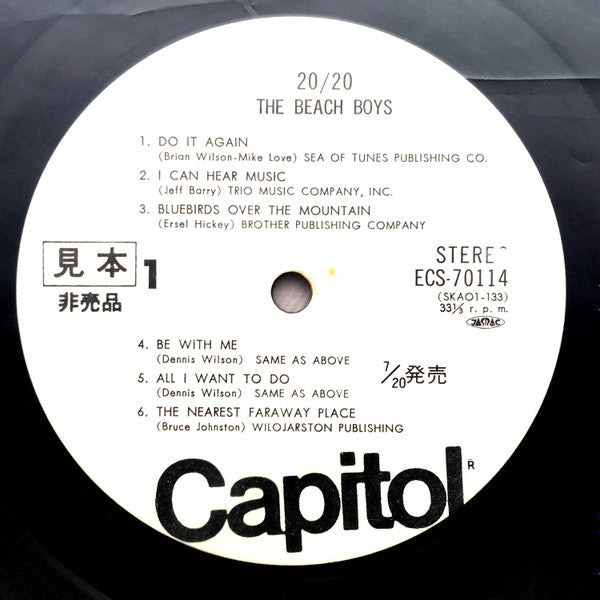 20/20
THE BEACH BOYS
1. DO IT AGAIN
(Brian Wilson-Mike Love) SEA OF TUNES PUBLISHING CO.
2. I CAN HEAR MUSIC
(Jeff Barry) TRIO MUSIC COMPANY, INC.
3. BLUEBIRDS OVER THE MOUNTAIN
(Ersel Hickey) BROTHER PUBLISHING COMPANY
見本 1
非売品
STEREO
ECS-70114
(SKAO1-133)
33⅓ r. p. m.
JASRAC
4. BE WITH ME
(Dennis Wilson) SAME AS ABOVE
5. ALL I WANT TO DO
(Dennis Wilson) SAME AS ABOVE
7/20発売
6. THE NEAREST FARAWAY PLACE
(Bruce Johnston) WILOJARSTON PUBLISHING
Capitol®